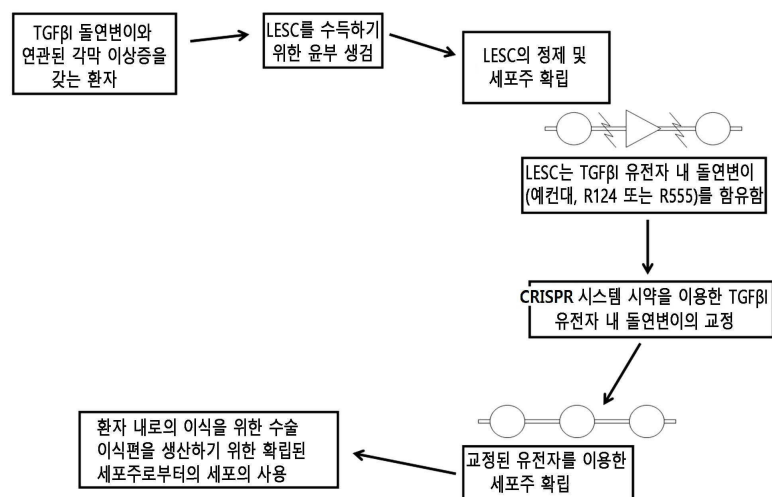 TGFβI 돌연변이와
연관된 각막 이상증을
갖는 환자
LESC를 수득하기
위한 윤부 생검
LESC의 정제 및
세포주 확립
LESC는 TGFβI 유전자 내 돌연변이
(예컨대, R124 또는 R555)를 함유함
CRISPR 시스템 시약을 이용한 TGFβI
유전자 내 돌연변이의 교정
교정된 유전자를 이용한
세포주 확립
환자 내로의 이식을 위한 수술
이식편을 생산하기 위한 확립된
세포주로부터의 세포의 사용